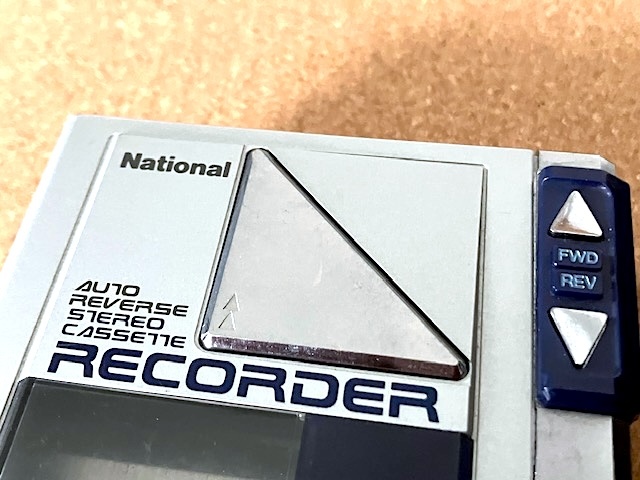 National
AUTO
REVERSE
STEREO
CASSETTE
RECORDER
FWD
REV